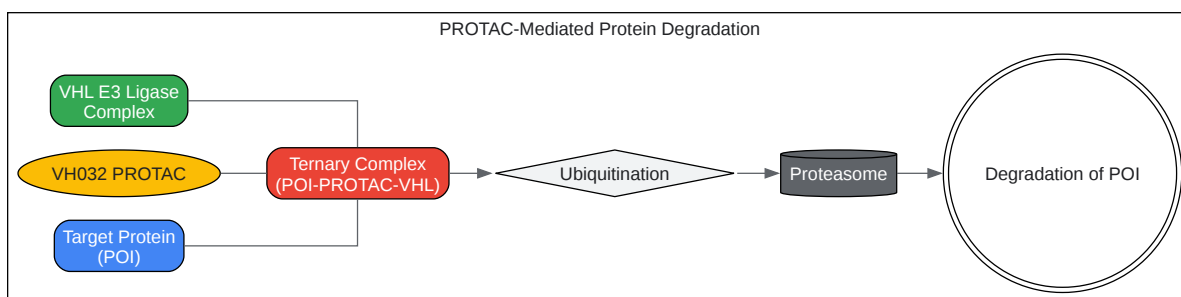 PROTAC-Mediated Protein Degradation
VHL E3 Ligase
Complex
VH032 PROTAC
Target Protein
(POI)
Ternary Complex
(POI-PROTAC-VHL)
Ubiquitination
Proteasome
Degradation of POI